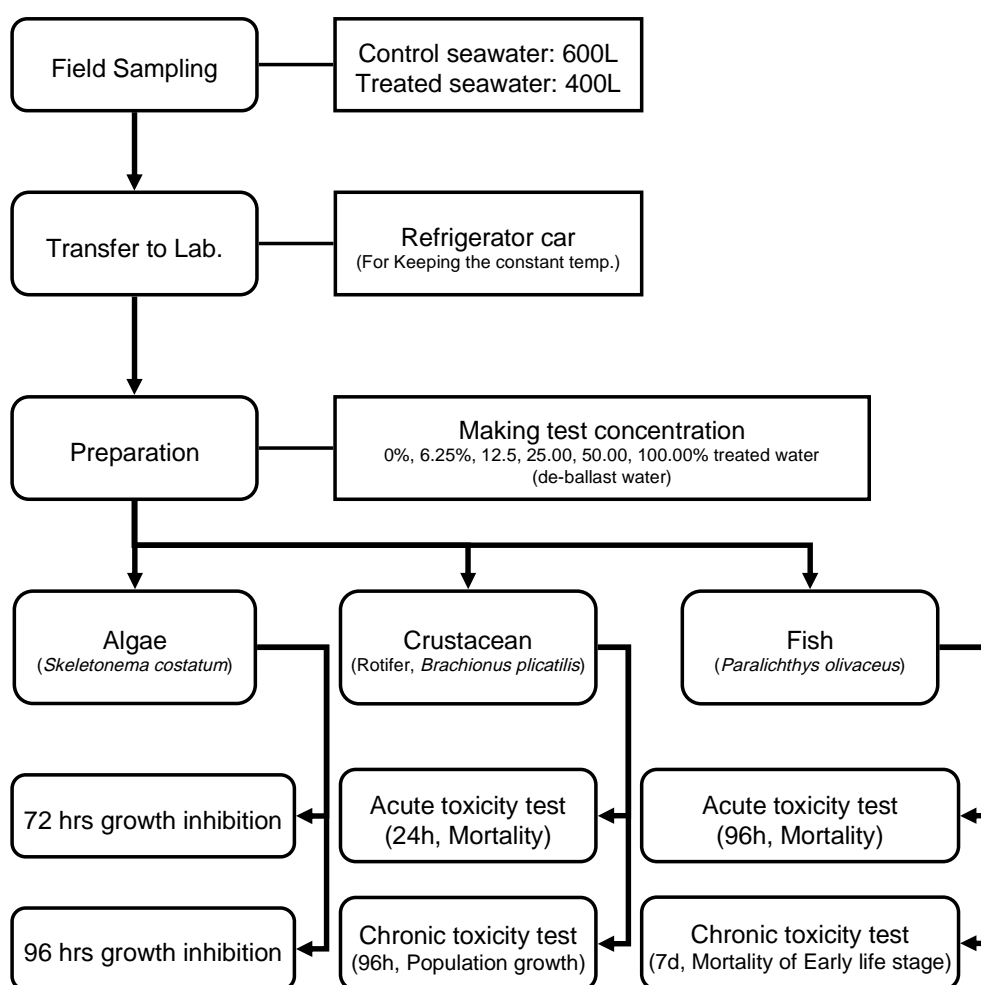 Field Sampling
Control seawater: 600L
Treated seawater: 400L
Transfer to Lab.
Refrigerator car
(For Keeping the constant temp.)
Preparation
Making test concentration
0%, 6.25%, 12.5, 25.00, 50.00, 100.00% treated water
(de-ballast water)
Algae
(Skeletonema costatum)
Crustacean
(Rotifer, Brachionus plicatilis)
Fish
(Paralichthys olivaceus)
72 hrs growth inhibition
Acute toxicity test
(24h, Mortality)
Acute toxicity test
(96h, Mortality)
96 hrs growth inhibition
Chronic toxicity test
(96h, Population growth)
Chronic toxicity test
(7d, Mortality of Early life stage)